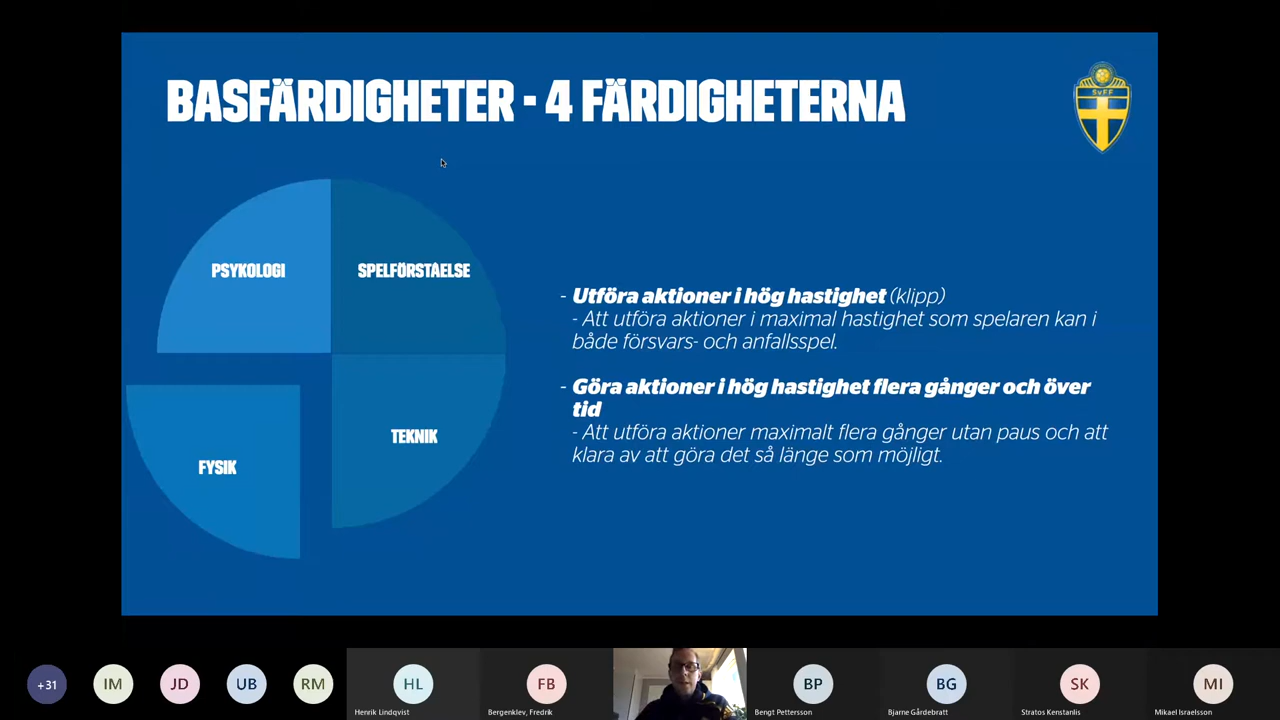 BASFÄRDIGHETER - 4 FÄRDIGHETERNA
SvFF
PSYKOLOGI
SPELFÖRSTÅELSE
TEKNIK
FYSIK
- Utföra aktioner i hög hastighet (klipp)
- Att utföra aktioner i maximal hastighet som spelaren kan i
både försvars- och anfallsspel.
- Göra aktioner i hög hastighet flera gånger och över
tid
- Att utföra aktioner maximalt flera gånger utan paus och att
klara av att göra det så länge som möjligt.
+31
IM
JD
UB
RM
HL
Henrik Lindqvist
FB
Bergenklev, Fredrik
BP
Bengt Pettersson
BG
Bjarne Gårdebratt
SK
Stratos Kenstanlis
MI
Mikael Israelsson